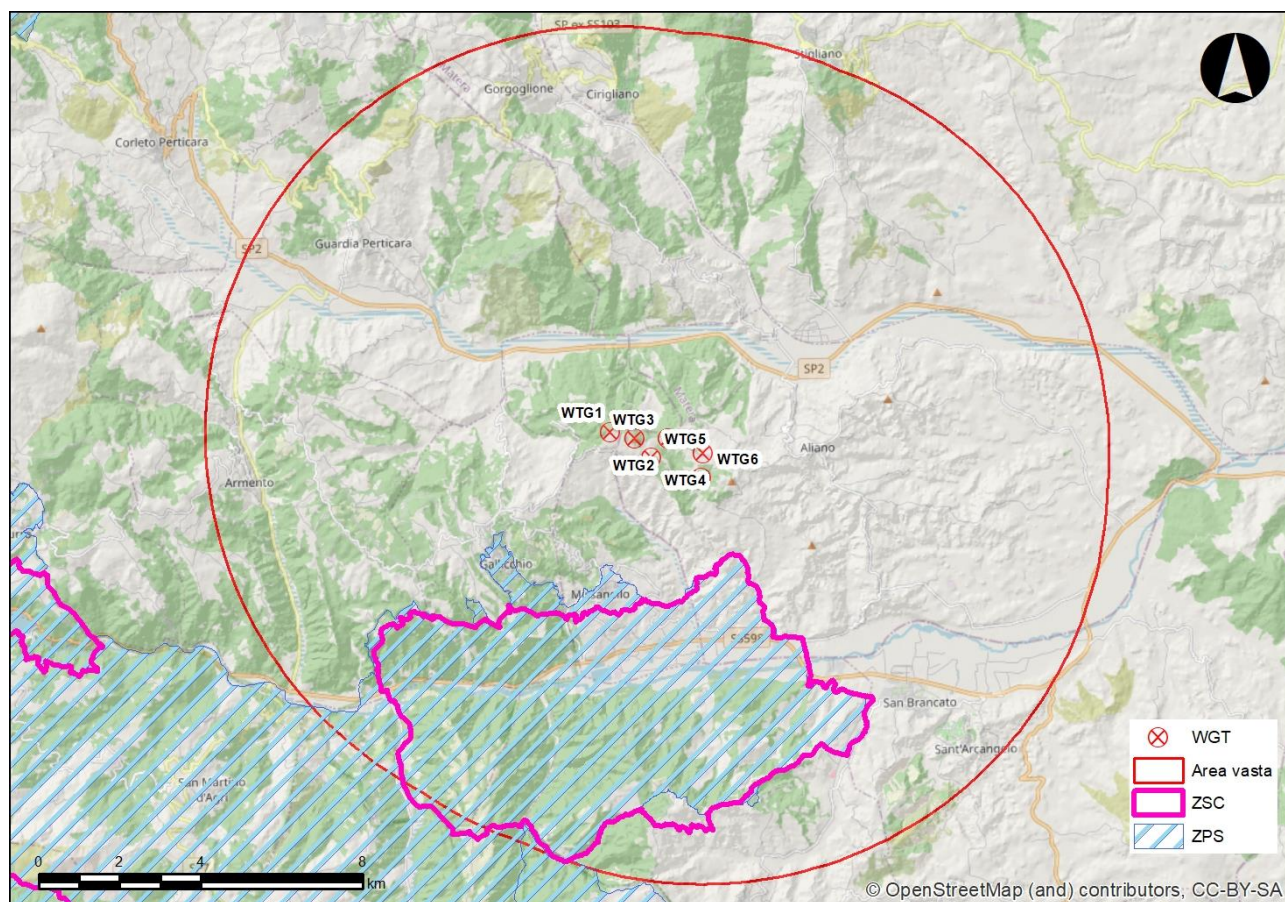 SP ex SS103
Stigliano
Matera
Gorgoglione
Cirigliano
Corleto Perticara
SP2
Guardia Perticara
SP2
Matera
WTG1
WTG3
WTG5
WTG2
WTG6
WTG4
Aliano
Armento
Gallicchio
Missanello
SS598
San Brancato
Sant'Arcangelo
San Martino
d'Agri
WGT
Area vasta
ZSC
ZPS
0 2 4 8
km
© OpenStreetMap (and) contributors, CC-BY-SA